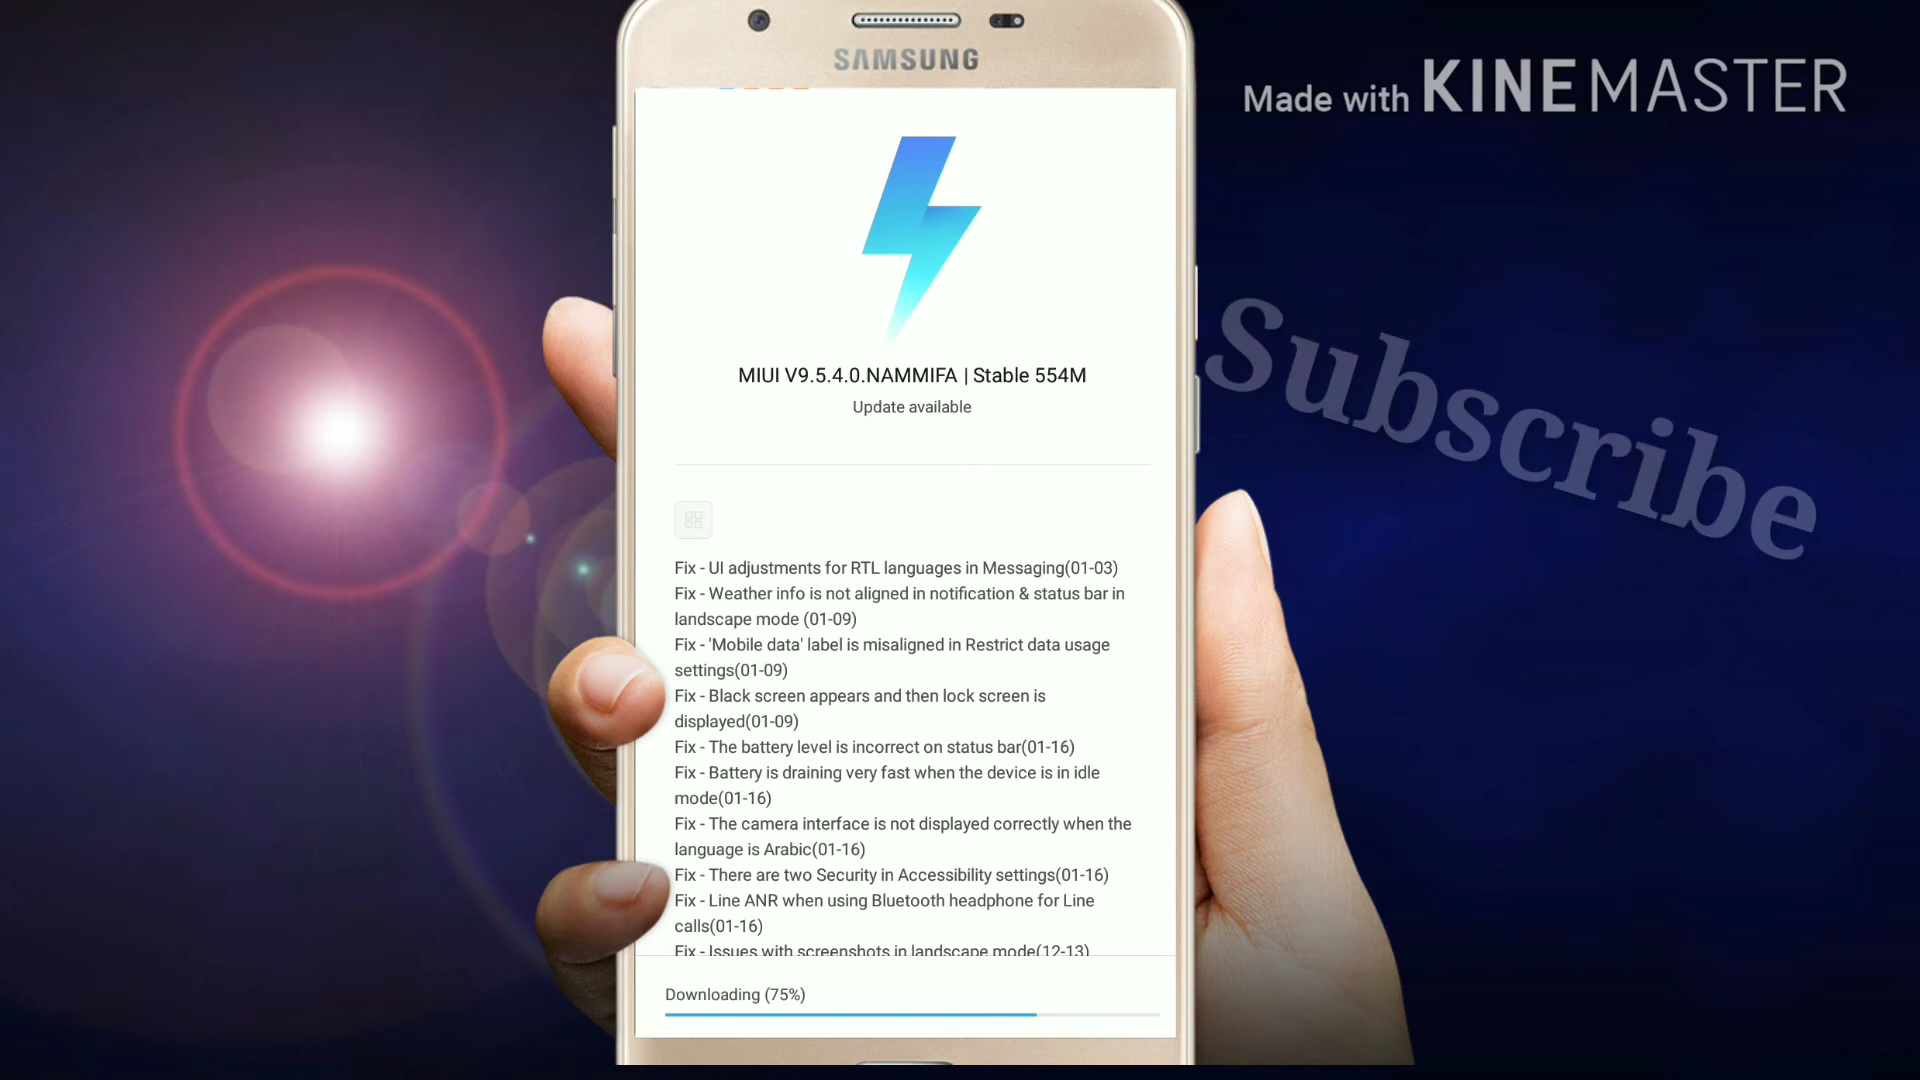 SAMSUNG
Made with KINEMASTER
MIUI V9.5.4.0.NAMMIFA | Stable 554M
Update available
Subscribe
Fix - UI adjustments for RTL languages in Messaging(01-03)
Fix - Weather info is not aligned in notification & status bar in
landscape mode (01-09)
Fix - 'Mobile data' label is misaligned in Restrict data usage
settings(01-09)
Fix - Black screen appears and then lock screen is
displayed(01-09)
Fix - The battery level is incorrect on status bar(01-16)
Fix - Battery is draining very fast when the device is in idle
mode(01-16)
Fix - The camera interface is not displayed correctly when the
language is Arabic(01-16)
Fix - There are two Security in Accessibility settings(01-16)
Fix - Line ANR when using Bluetooth headphone for Line
calls(01-16)
Fix - Issues with screenshots in landscape mode(12-13)
Downloading (75%)